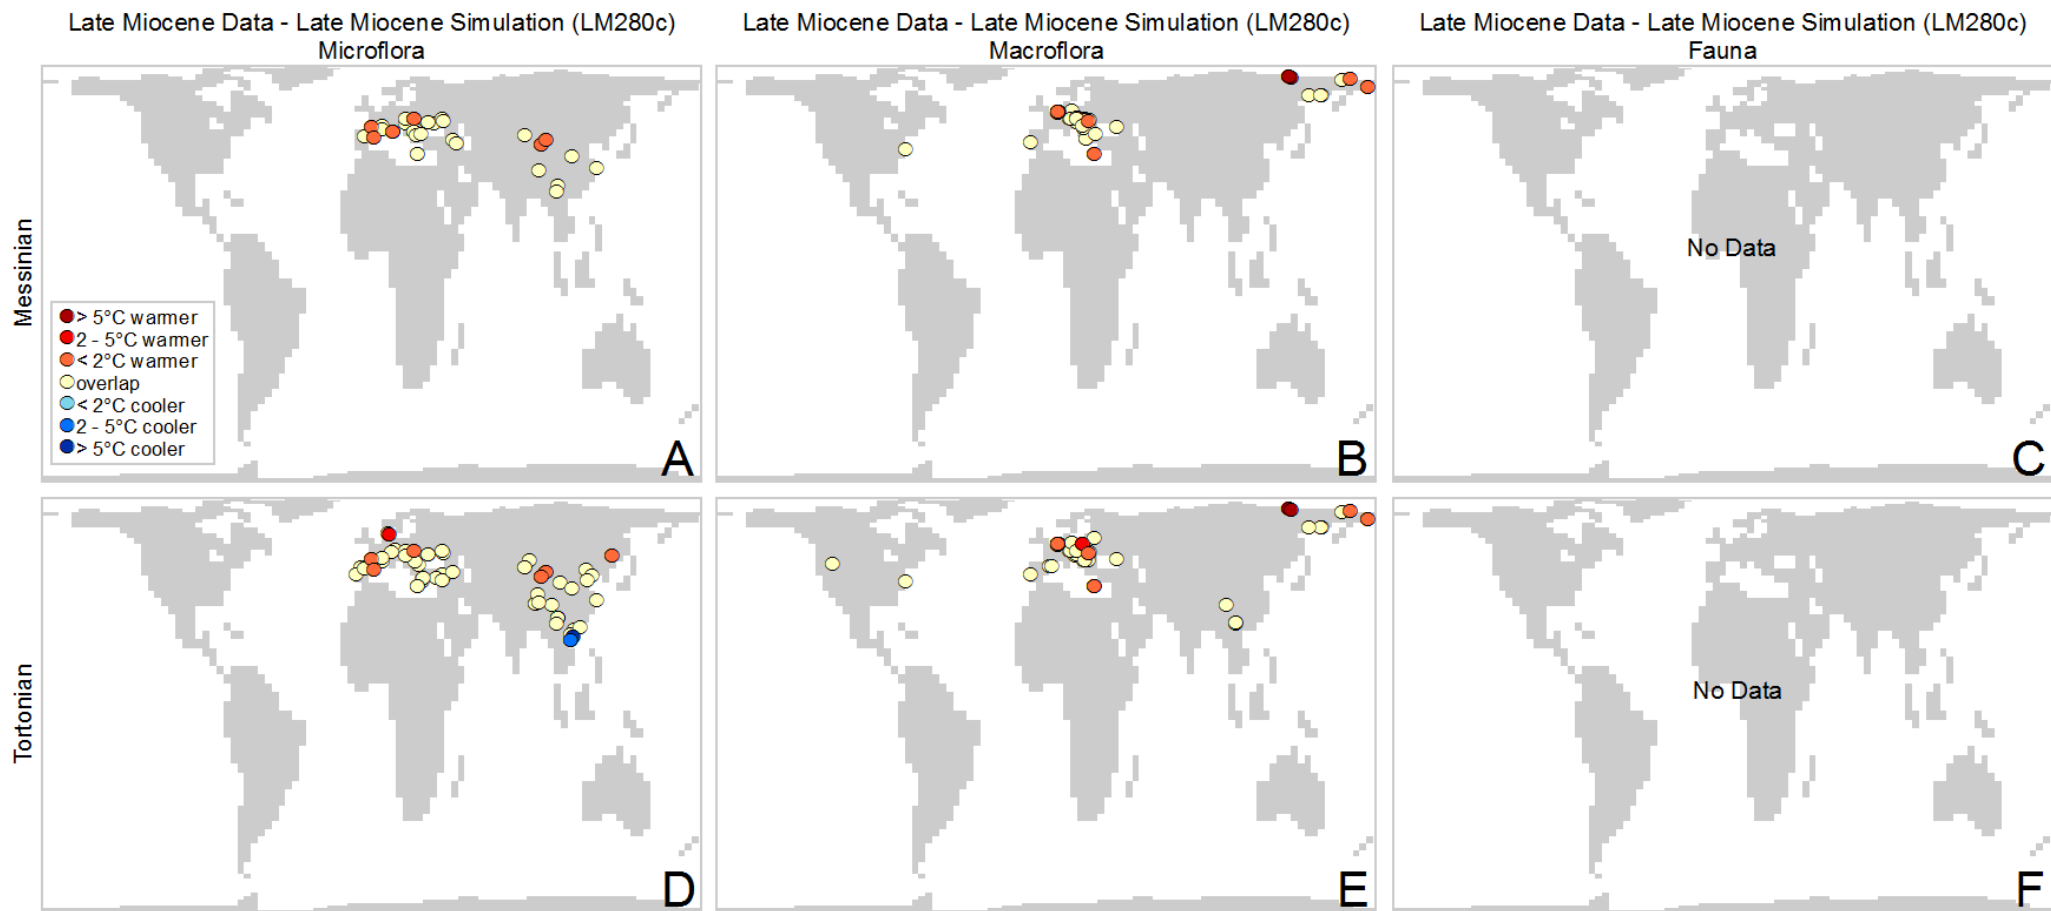 Late Miocene Data - Late Miocene Simulation (LM280c)
Microflora
Late Miocene Data - Late Miocene Simulation (LM280c)
Macroflora
Late Miocene Data - Late Miocene Simulation (LM280c)
Fauna
Messinian
> 5°C warmer
2 - 5°C warmer
< 2°C warmer
overlap
< 2°C cooler
2 - 5°C cooler
> 5°C cooler
A
B
No Data
C
Tortonian
D
E
No Data
F